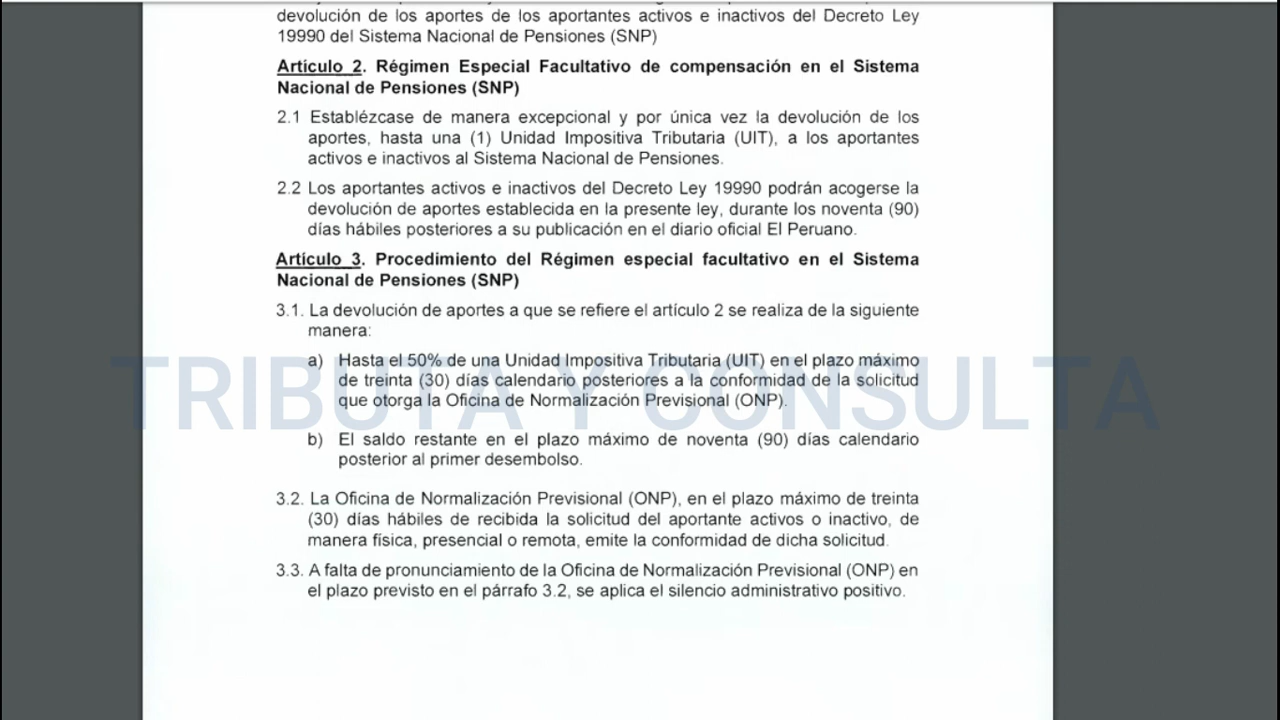 devolución de los aportes de los aportantes activos e inactivos del Decreto Ley
19990 del Sistema Nacional de Pensiones (SNP)
Artículo 2. Régimen Especial Facultativo de compensación en el Sistema
Nacional de Pensiones (SNP)
2.1 Establézcase de manera excepcional y por única vez la devolución de los
aportes, hasta una (1) Unidad Impositiva Tributaria (UIT), a los aportantes
activos e inactivos al Sistema Nacional de Pensiones.
2.2 Los aportantes activos e inactivos del Decreto Ley 19990 podrán acogerse la
devolución de aportes establecida en la presente ley, durante los noventa (90)
días hábiles posteriores a su publicación en el diario oficial El Peruano.
Artículo 3. Procedimiento del Régimen especial facultativo en el Sistema
Nacional de Pensiones (SNP)
3.1. La devolución de aportes a que se refiere el artículo 2 se realiza de la siguiente
manera:
a) Hasta el 50% de una Unidad Impositiva Tributaria (UIT) en el plazo máximo
de treinta (30) días calendario posteriores a la conformidad de la solicitud
que otorga la Oficina de Normalización Previsional (ONP).
TRIBUTA Y CONSULTA
b) El saldo restante en el plazo máximo de noventa (90) días calendario
posterior al primer desembolso.
3.2. La Oficina de Normalización Previsional (ONP), en el plazo máximo de treinta
(30) días hábiles de recibida la solicitud del aportante activos o inactivo, de
manera física, presencial o remota, emite la conformidad de dicha solicitud.
3.3. A falta de pronunciamiento de la Oficina de Normalización Previsional (ONP) en
el plazo previsto en el párrafo 3.2, se aplica el silencio administrativo positivo.